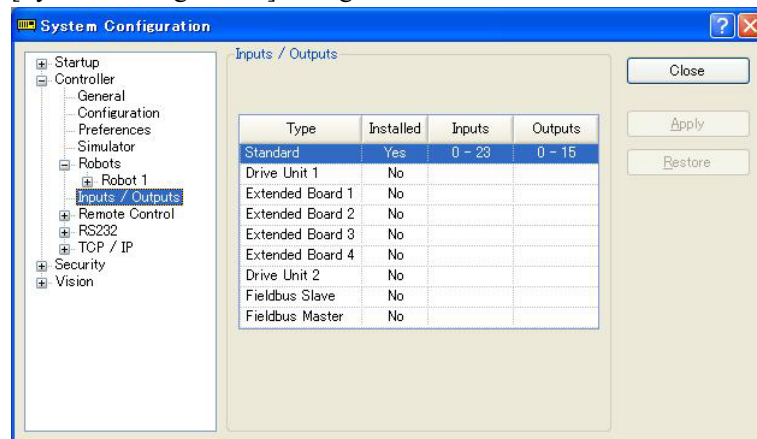 System Configuration
Startup
Controller
General
Configuration
Preferences
Simulator
Robots
Robot 1
Inputs / Outputs
Remote Control
RS232
TCP / IP
Security
Vision
Inputs / Outputs
Type Installed Inputs Outputs
Standard Yes 0 - 23 0 - 15
Drive Unit 1 No
Extended Board 1 No
Extended Board 2 No
Extended Board 3 No
Extended Board 4 No
Drive Unit 2 No
Fieldbus Slave No
Fieldbus Master No
Close
Apply
Restore